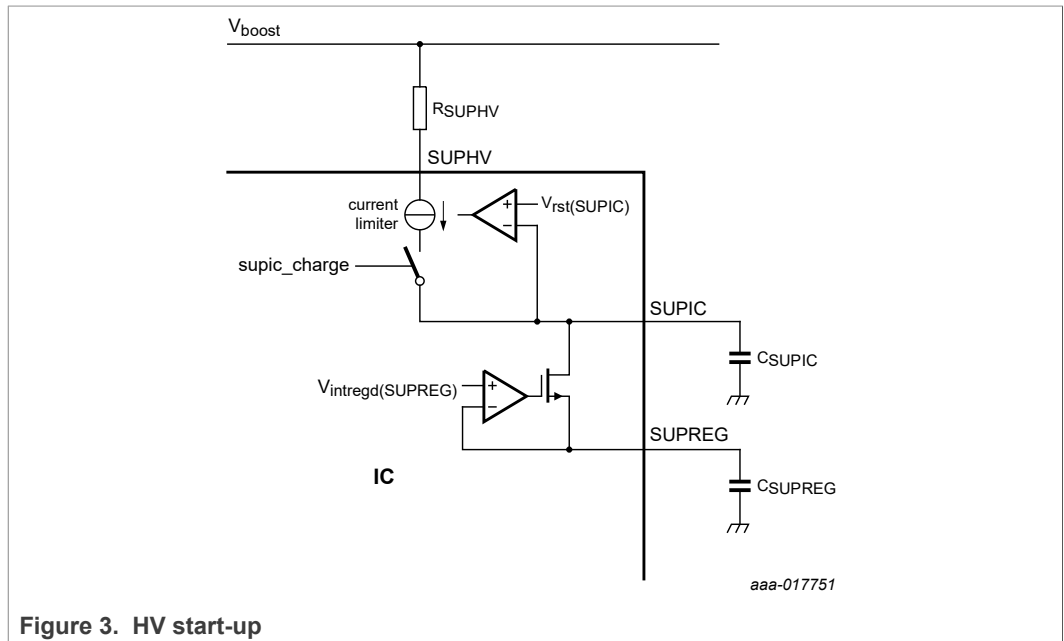 Vboost
RSUPHV
SUPHV
current
limiter
+
Vrst(SUPIC)
−
supic_charge
SUPIC
CSUPIC
Vintregd(SUPREG)
+
−
SUPREG
IC
CSUPREG
aaa-017751
Figure 3. HV start-up